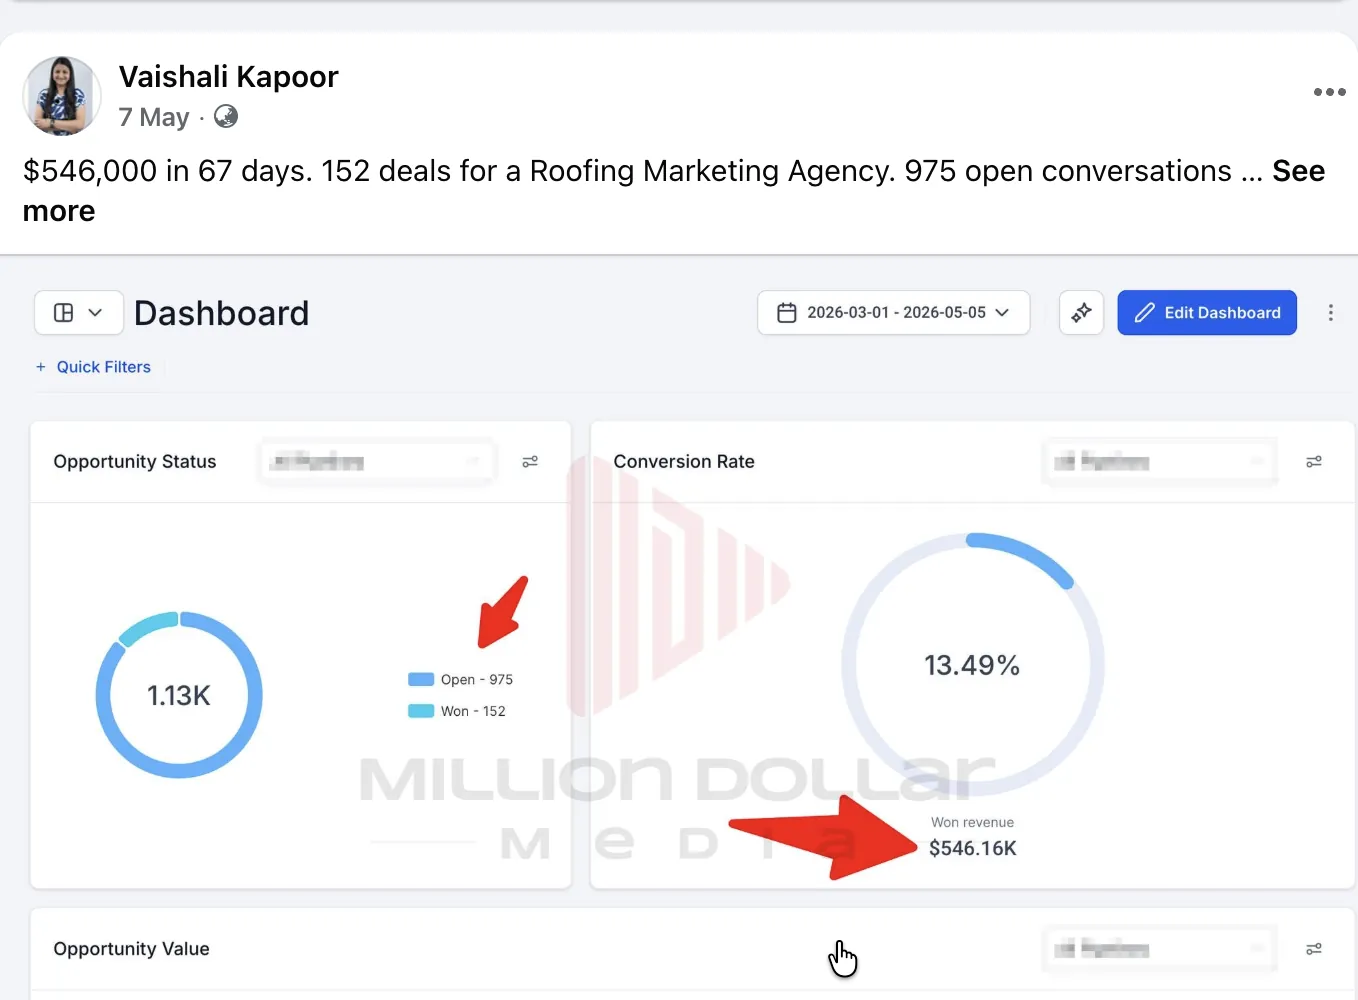 Vaishali Kapoor
7 May ·
$546,000 in 67 days. 152 deals for a Roofing Marketing Agency. 975 open conversations ... See
more
Dashboard
2026-03-01 - 2026-05-05
Edit Dashboard
+ Quick Filters
Opportunity Status
Conversion Rate
1.13K
Open - 975
Won - 152
13.49%
MILLION DOLLAR
MEDIA
Won revenue
$546.16K
Opportunity Value